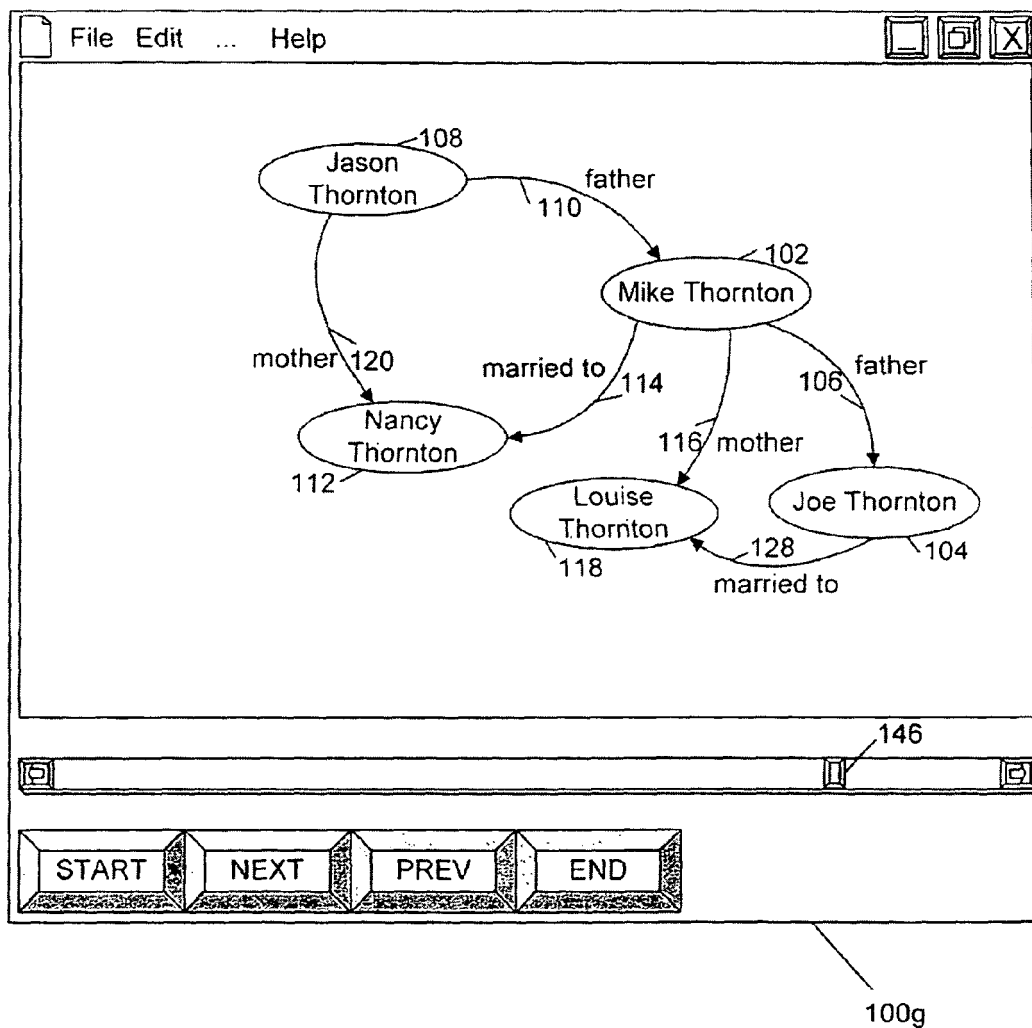 File Edit ... Help
X
108
Jason
Thornton
father
110
102
Mike Thornton
mother 120
married to
114
father
106
Nancy
Thornton
116 mother
112
Louise
Thornton
Joe Thornton
128
118
104
married to
146
START NEXT PREV END
100g